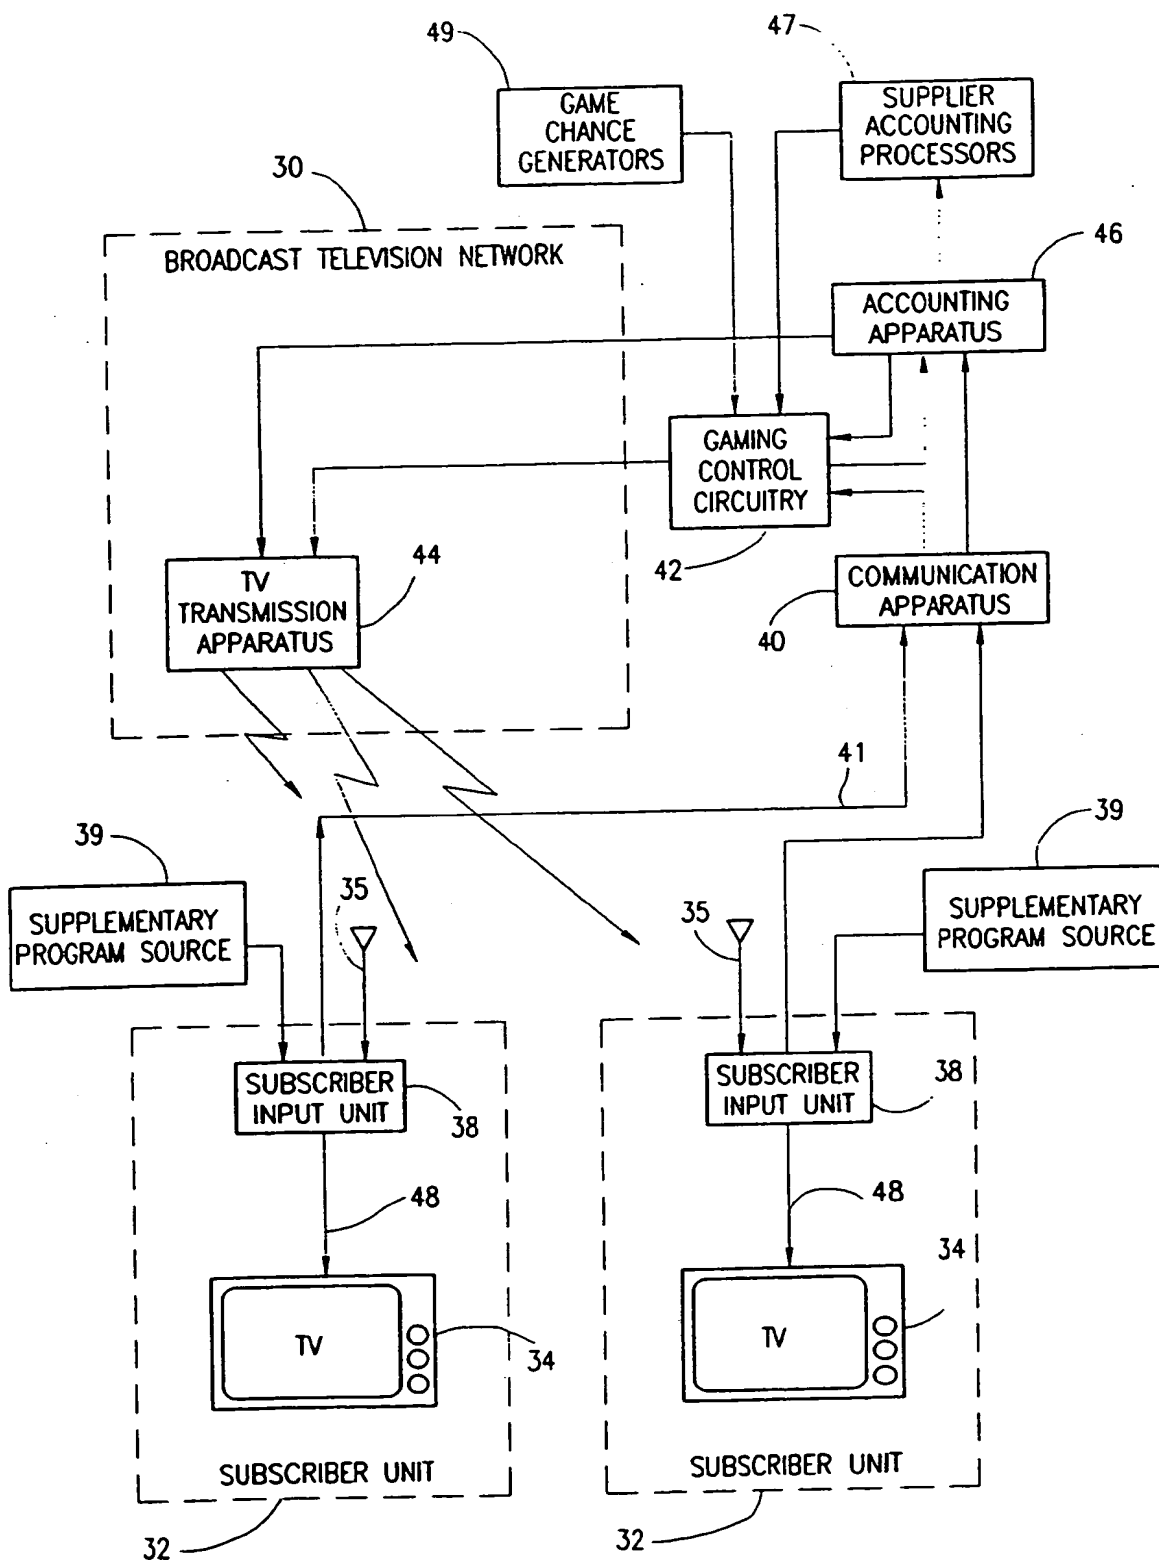 49
47
GAME
CHANCE
GENERATORS
SUPPLIER
ACCOUNTING
PROCESSORS
30
BROADCAST TELEVISION NETWORK
46
ACCOUNTING
APPARATUS
GAMING
CONTROL
CIRCUITRY
42
44
TV
TRANSMISSION
APPARATUS
COMMUNICATION
APPARATUS
40
41
39
SUPPLEMENTARY
PROGRAM SOURCE
35
35
39
SUPPLEMENTARY
PROGRAM SOURCE
SUBSCRIBER
INPUT UNIT
38
SUBSCRIBER
INPUT UNIT
38
48
48
TV
34
TV
34
SUBSCRIBER UNIT
SUBSCRIBER UNIT
32
32